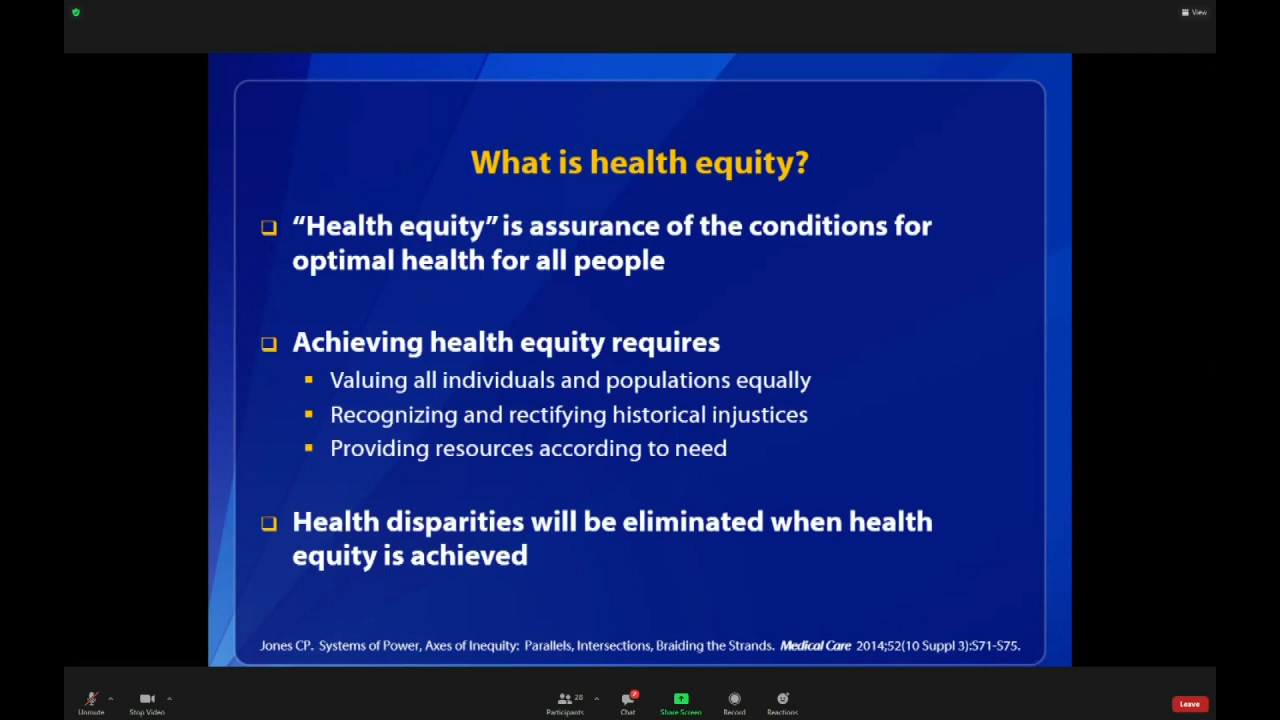 View
What is health equity?
“Health equity” is assurance of the conditions for
optimal health for all people
Achieving health equity requires
Valuing all individuals and populations equally
Recognizing and rectifying historical injustices
Providing resources according to need
Health disparities will be eliminated when health
equity is achieved
Jones CP. Systems of Power, Axes of Inequity: Parallels, Intersections, Braiding the Strands. Medical Care 2014;52(10 Suppl 3):S71-S75.
Unmute Stop Video Participants 28 Chat 2 Share Screen Record Reactions Leave